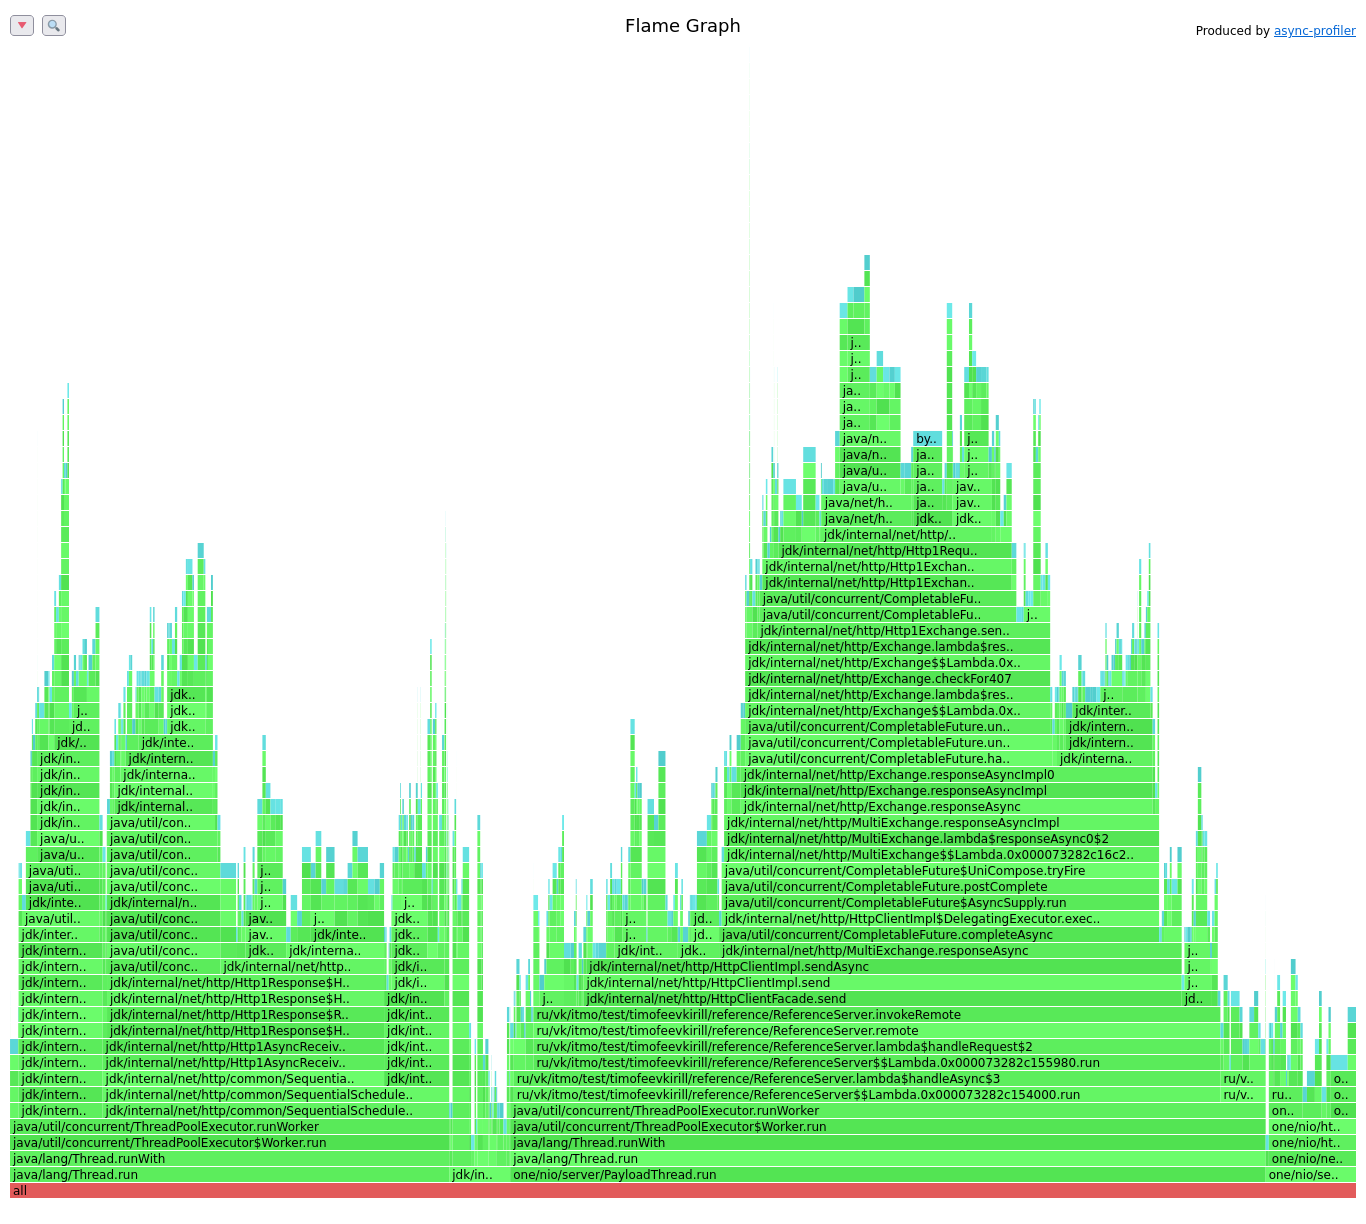 Flame Graph
Produced by async-profiler
j..
j..
j..
ja..
ja..
ja..
java/n.. by.. j..
java/n.. ja.. j..
java/u.. ja.. j..
java/u.. ja.. jav..
java/net/h.. ja.. jav..
java/net/h.. jdk.. jdk..
jdk/internal/net/http/..
jdk/internal/net/http/Http1Requ..
jdk/internal/net/http/Http1Exchan..
jdk/internal/net/http/Http1Exchan..
java/util/concurrent/CompletableFu..
java/util/concurrent/CompletableFu.. j..
jdk/internal/net/http/Http1Exchange.sen..
jdk/internal/net/http/Exchange.lambda$res..
jdk/internal/net/http/Exchange$$Lambda.0x..
jdk/internal/net/http/Exchange.checkFor407
jdk.. jdk/internal/net/http/Exchange.lambda$res.. j..
j.. jdk.. jdk/internal/net/http/Exchange$$Lambda.0x.. jdk/inter..
jd.. jdk.. java/util/concurrent/CompletableFuture.un.. jdk/intern..
jdk/.. jdk/inte.. java/util/concurrent/CompletableFuture.un.. jdk/intern..
jdk/in.. jdk/intern.. java/util/concurrent/CompletableFuture.ha.. jdk/interna..
jdk/in.. jdk/interna.. jdk/internal/net/http/Exchange.responseAsyncImpl0
jdk/in.. jdk/internal.. jdk/internal/net/http/Exchange.responseAsyncImpl
jdk/in.. jdk/internal.. jdk/internal/net/http/Exchange.responseAsync
jdk/in.. java/util/con.. jdk/internal/net/http/MultiExchange.responseAsyncImpl
java/u.. java/util/con.. jdk/internal/net/http/MultiExchange.lambda$responseAsync0$2
java/u.. java/util/con.. jdk/internal/net/http/MultiExchange$$Lambda.0x000073282c16c2..
java/uti.. java/util/conc.. j.. java/util/concurrent/CompletableFuture$UniCompose.tryFire
java/uti.. java/util/conc.. j.. java/util/concurrent/CompletableFuture.postComplete
jdk/inte.. jdk/internal/n.. j.. j.. java/util/concurrent/CompletableFuture$AsyncSupply.run
java/util.. java/util/conc.. jav.. j.. jdk.. j.. jd.. jdk/internal/net/http/HttpClientImpl$DelegatingExecutor.exec..
jdk/inter.. java/util/conc.. jav.. jdk/inte.. jdk.. j.. jd.. java/util/concurrent/CompletableFuture.completeAsync
jdk/intern.. java/util/conc.. jdk.. jdk/interna.. jdk.. jdk/int.. jdk.. jdk/internal/net/http/MultiExchange.responseAsync j..
jdk/intern.. java/util/conc.. jdk/internal/net/http.. jdk/i.. jdk/internal/net/http/HttpClientImpl.sendAsync j..
jdk/intern.. jdk/internal/net/http/Http1Response$H.. jdk/i.. jdk/internal/net/http/HttpClientImpl.send j..
jdk/intern.. jdk/internal/net/http/Http1Response$H.. jdk/in.. j.. jdk/internal/net/http/HttpClientFacade.send jd..
jdk/intern.. jdk/internal/net/http/Http1Response$R.. jdk/int.. ru/vk/itmo/test/timofeevkirill/reference/ReferenceServer.invokeRemote
jdk/intern.. jdk/internal/net/http/Http1Response$H.. jdk/int.. ru/vk/itmo/test/timofeevkirill/reference/ReferenceServer.remote
jdk/intern.. jdk/internal/net/http/Http1AsyncReceiv.. jdk/int.. ru/vk/itmo/test/timofeevkirill/reference/ReferenceServer.lambda$handleRequest$2
jdk/intern.. jdk/internal/net/http/Http1AsyncReceiv.. jdk/int.. ru/vk/itmo/test/timofeevkirill/reference/ReferenceServer$$Lambda.0x000073282c155980.run
jdk/intern.. jdk/internal/net/http/common/Sequentia.. jdk/int.. ru/vk/itmo/test/timofeevkirill/reference/ReferenceServer.lambda$handleAsync$3 ru/v.. o..
jdk/intern.. jdk/internal/net/http/common/SequentialSchedule.. ru/vk/itmo/test/timofeevkirill/reference/ReferenceServer$$Lambda.0x000073282c154000.run ru/v.. ru.. o..
jdk/intern.. jdk/internal/net/http/common/SequentialSchedule.. java/util/concurrent/ThreadPoolExecutor.runWorker on.. o..
java/util/concurrent/ThreadPoolExecutor.runWorker java/util/concurrent/ThreadPoolExecutor$Worker.run one/nio/ht..
java/util/concurrent/ThreadPoolExecutor$Worker.run java/lang/Thread.runWith one/nio/ht..
java/lang/Thread.runWith java/lang/Thread.run one/nio/ne..
java/lang/Thread.run jdk/in.. one/nio/server/PayloadThread.run one/nio/se..
all